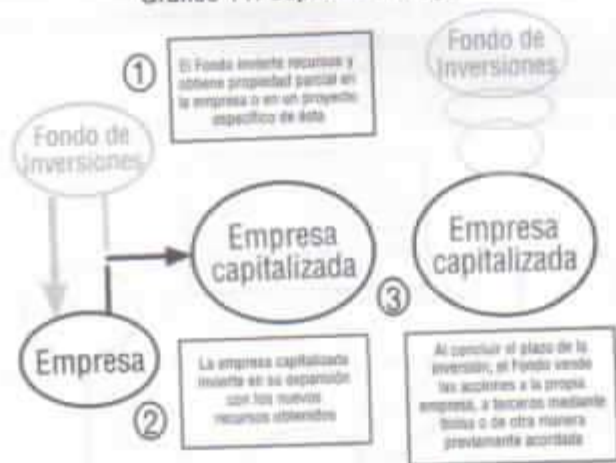 ①
El Fondo invierte recursos y
obtiene propiedad parcial en
la empresa o en un proyecto
específico de ésta
Fondo de
Inversiones
Fondo de
Inversiones
Empresa
capitalizada
Empresa
capitalizada
③
Empresa
②
La empresa capitalizada
invierte en su expansión
con los nuevos
recursos obtenidos
Al concluir el plazo de la
inversión, el Fondo vende
las acciones a la propia
empresa, a terceros mediante
bolsa o de otra manera
previamente acordada